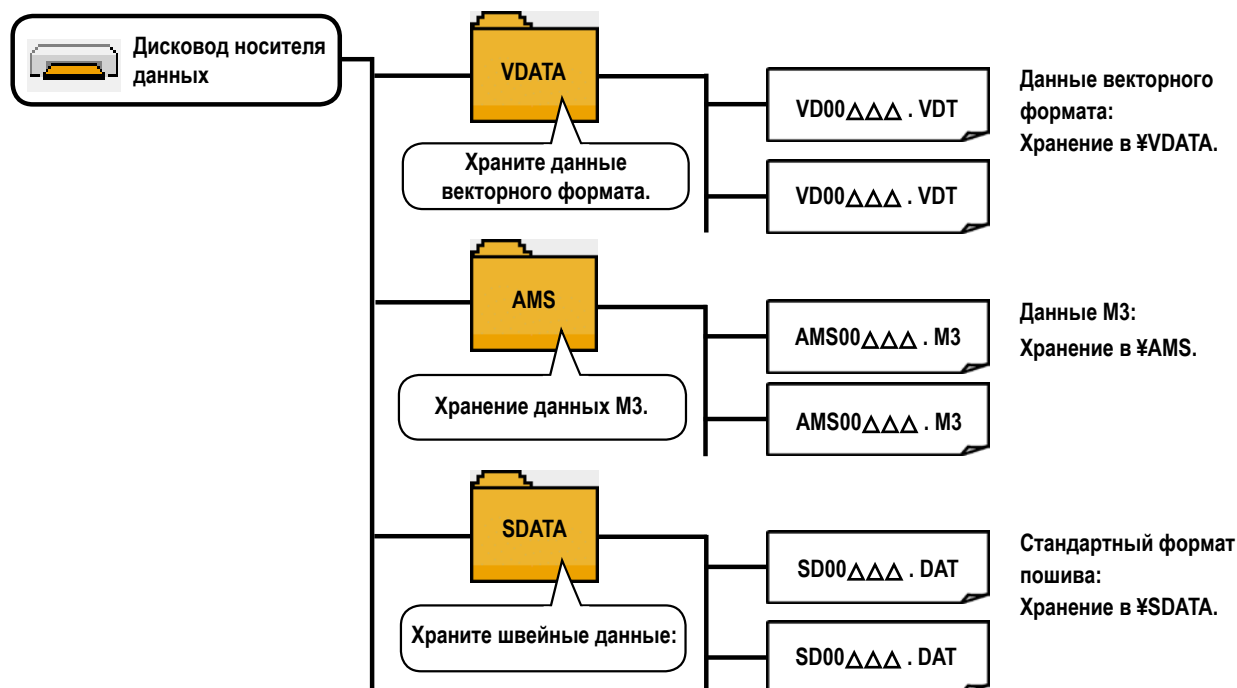 Дисковод носителя
данных
VDATA
Храните данные
векторного формата.
VD00△△△ . VDT
VD00△△△ . VDT
Данные векторного
формата:
Хранение в ¥VDATA.
AMS
Хранение данных M3.
AMS00△△△ . M3
AMS00△△△ . M3
Данные M3:
Хранение в ¥AMS.
SDATA
Храните швейные данные:
SD00△△△ . DAT
SD00△△△ . DAT
Стандартный формат
пошива:
Хранение в ¥SDATA.